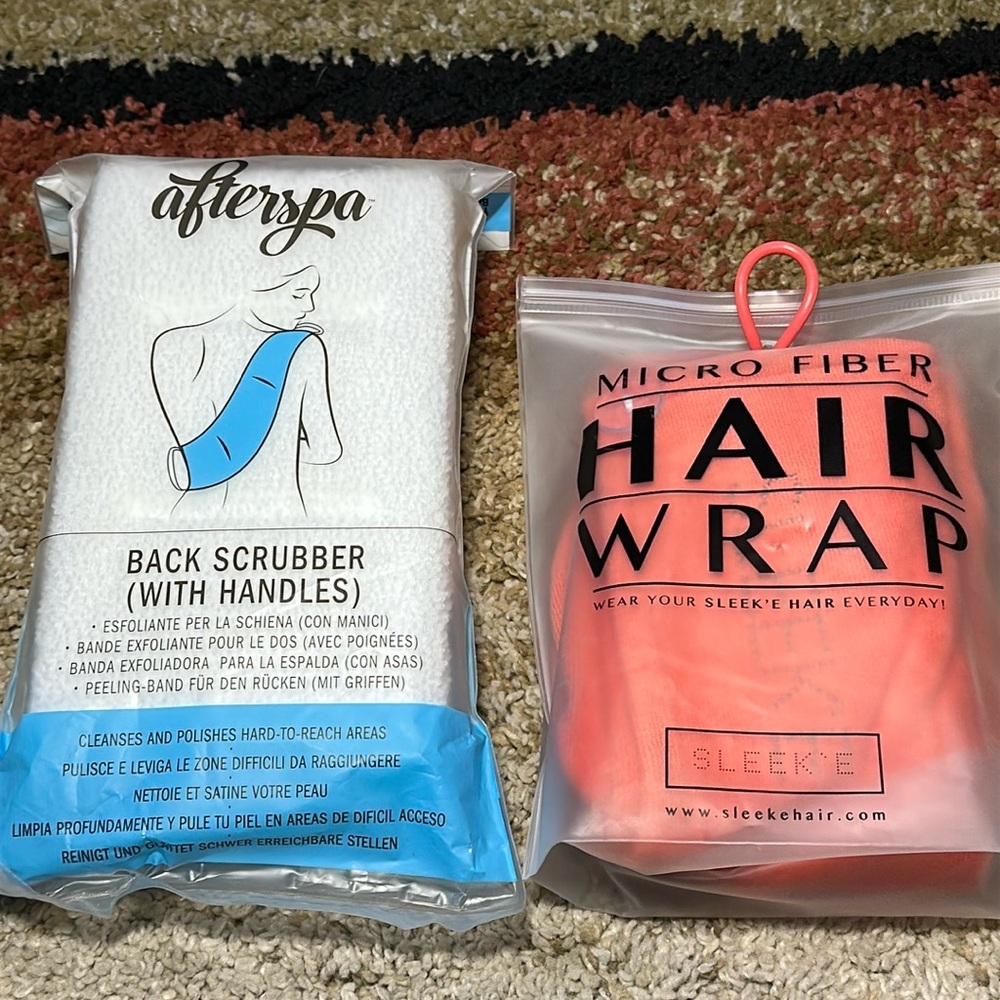 afterspa™
BACK SCRUBBER
(WITH HANDLES)
• ESFOLIANTE PER LA SCHIENA (CON MANICI)
• BANDE EXFOLIANTE POUR LE DOS (AVEC POIGNÉES)
• BANDA EXFOLIADORA PARA LA ESPALDA (CON ASAS)
• PEELING-BAND FÜR DEN RÜCKEN (MIT GRIFFEN)
CLEANSES AND POLISHES HARD-TO-REACH AREAS
PULISCE E LEVIGA LE ZONE DIFFICILI DA RAGGIUNGERE
NETTOIE ET SATINE VOTRE PEAU
LIMPIA PROFUNDAMENTE Y PULE TU PIEL EN AREAS DE DIFICIL ACCESO
REINIGT UND SCHWER ERREICHBARE STELLEN
MICRO FIBER
HAIR
WRAP
WEAR YOUR SLEEK'E HAIR EVERYDAY!
SLEEK'E
www.sleekehair.com